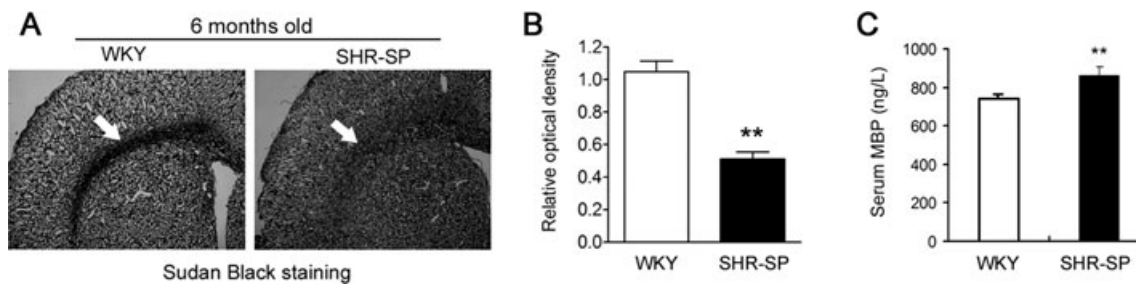 A
6 months old
WKY
SHR-SP
Sudan Black staining
B
Relative optical density
1.2
1.0
0.8
0.6
0.4
0.2
0.0
**
WKY
SHR-SP
C
Serum MBP (ng/L)
1000
800
600
400
200
0
**
WKY
SHR-SP